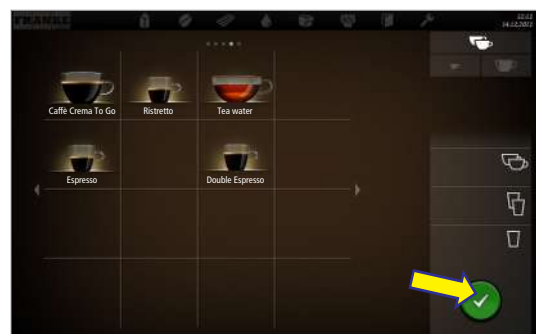 FRANKE
Caffè Crema To Go
Ristretto
Tea water
Espresso
Double Espresso